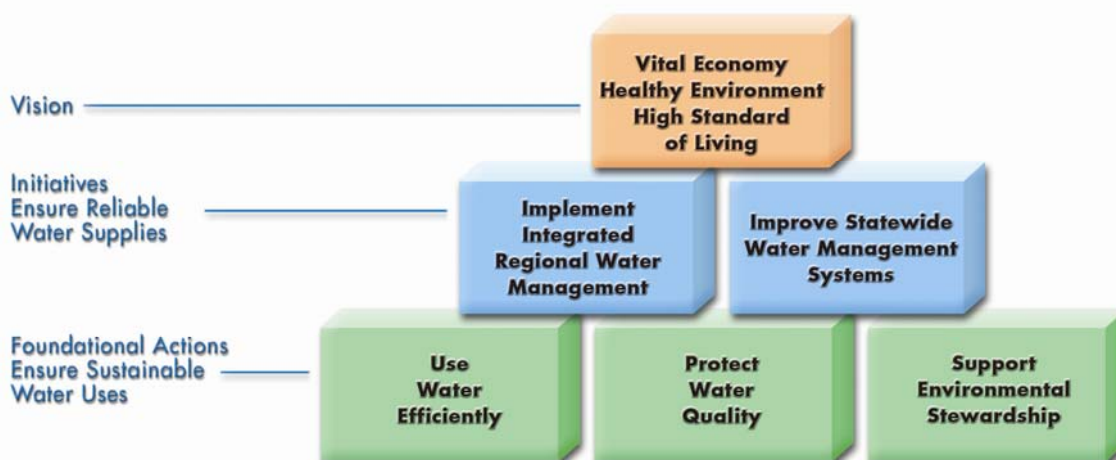 Vision
Vital Economy
Healthy Environment
High Standard
of Living
Initiatives
Ensure Reliable
Water Supplies
Implement
Integrated
Regional Water
Management
Improve Statewide
Water Management
Systems
Foundational Actions
Ensure Sustainable
Water Uses
Use
Water
Efficiently
Protect
Water
Quality
Support
Environmental
Stewardship